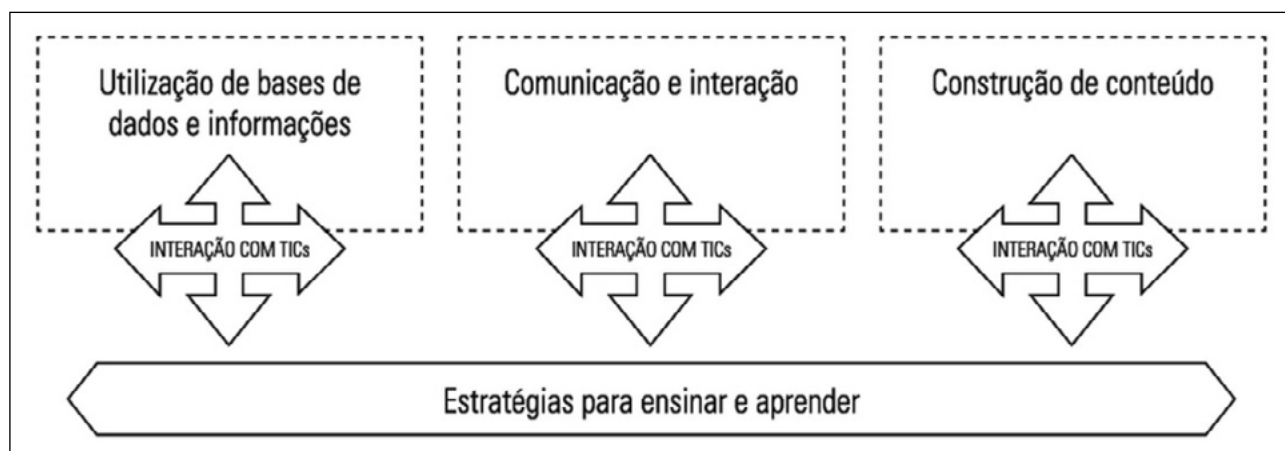 Utilização de bases de
dados e informações
Comunicação e interação
Construção de conteúdo
INTERAÇÃO COM TICs
INTERAÇÃO COM TICs
INTERAÇÃO COM TICs
Estratégias para ensinar e aprender